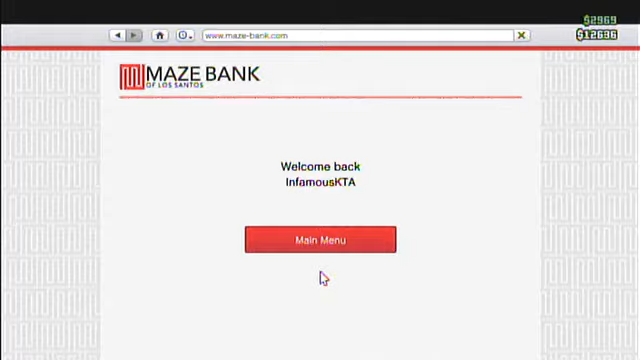 $2969
$12636
www.maze-bank.com
MAZE BANK
OF LOS SANTOS
Welcome back
InfamousKTA
Main Menu